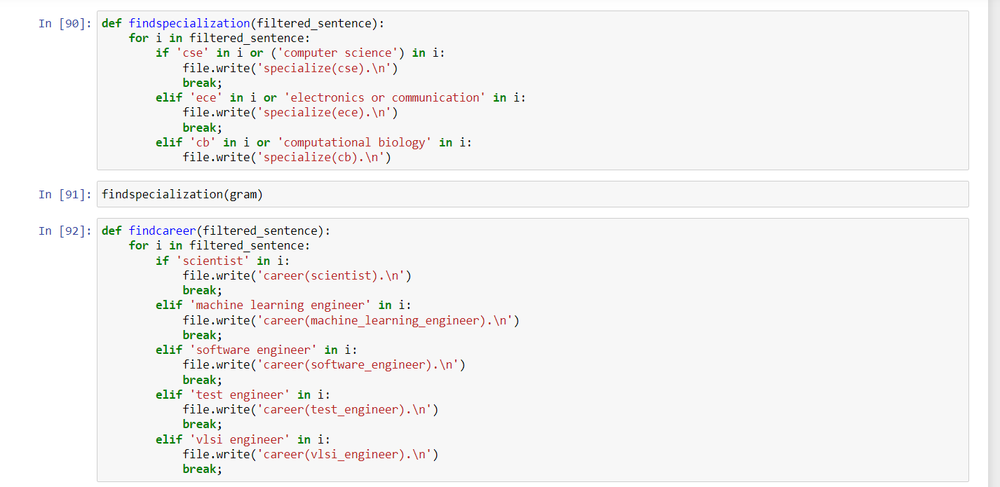 In [90]: def findspecialization(filtered_sentence):
    for i in filtered_sentence:
        if 'cse' in i or ('computer science') in i:
            file.write('specialize(cse).\n')
            break;
        elif 'ece' in i or 'electronics or communication' in i:
            file.write('specialize(ece).\n')
            break;
        elif 'cb' in i or 'computational biology' in i:
            file.write('specialize(cb).\n')
In [91]: findspecialization(gram)
In [92]: def findcareer(filtered_sentence):
    for i in filtered_sentence:
        if 'scientist' in i:
            file.write('career(scientist).\n')
            break;
        elif 'machine learning engineer' in i:
            file.write('career(machine_learning_engineer).\n')
            break;
        elif 'software engineer' in i:
            file.write('career(software_engineer).\n')
            break;
        elif 'test engineer' in i:
            file.write('career(test_engineer).\n')
            break;
        elif 'vlsi engineer' in i:
            file.write('career(vlsi_engineer).\n')
            break;